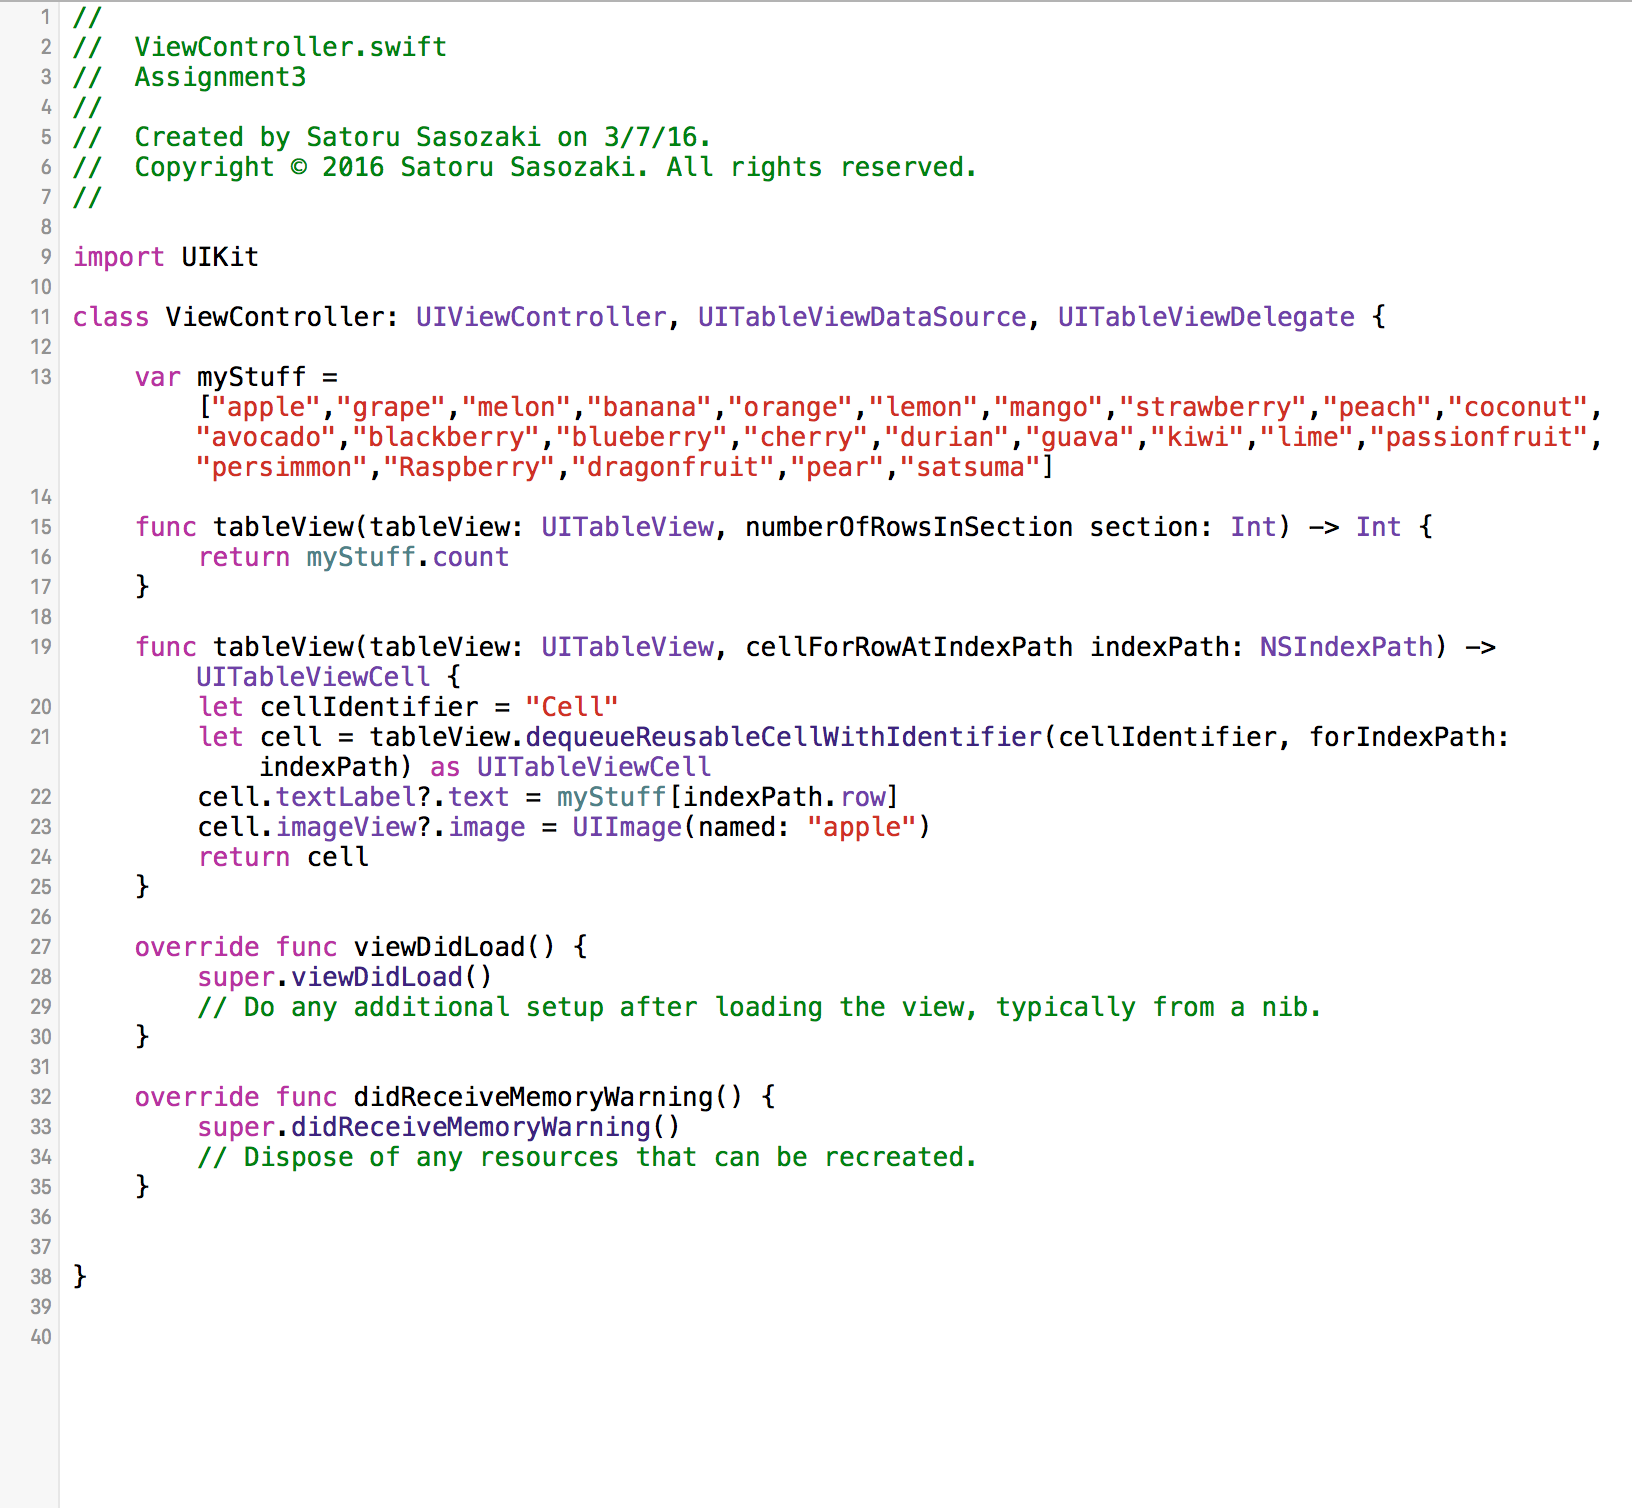 1 //
2 //  ViewController.swift
3 //  Assignment3
4 //
5 //  Created by Satoru Sasozaki on 3/7/16.
6 //  Copyright © 2016 Satoru Sasozaki. All rights reserved.
7 //
8
9 import UIKit
10
11 class ViewController: UIViewController, UITableViewDataSource, UITableViewDelegate {
12
13     var myStuff =
        ["apple","grape","melon","banana","orange","lemon","mango","strawberry","peach","coconut",
        "avocado","blackberry","blueberry","cherry","durian","guava","kiwi","lime","passionfruit",
        "persimmon","Raspberry","dragonfruit","pear","satsuma"]
14
15     func tableView(tableView: UITableView, numberOfRowsInSection section: Int) -> Int {
16         return myStuff.count
17     }
18
19     func tableView(tableView: UITableView, cellForRowAtIndexPath indexPath: NSIndexPath) ->
        UITableViewCell {
20         let cellIdentifier = "Cell"
21         let cell = tableView.dequeueReusableCellWithIdentifier(cellIdentifier, forIndexPath:
            indexPath) as UITableViewCell
22         cell.textLabel?.text = myStuff[indexPath.row]
23         cell.imageView?.image = UIImage(named: "apple")
24         return cell
25     }
26
27     override func viewDidLoad() {
28         super.viewDidLoad()
29         // Do any additional setup after loading the view, typically from a nib.
30     }
31
32     override func didReceiveMemoryWarning() {
33         super.didReceiveMemoryWarning()
34         // Dispose of any resources that can be recreated.
35     }
36
37
38 }
39
40